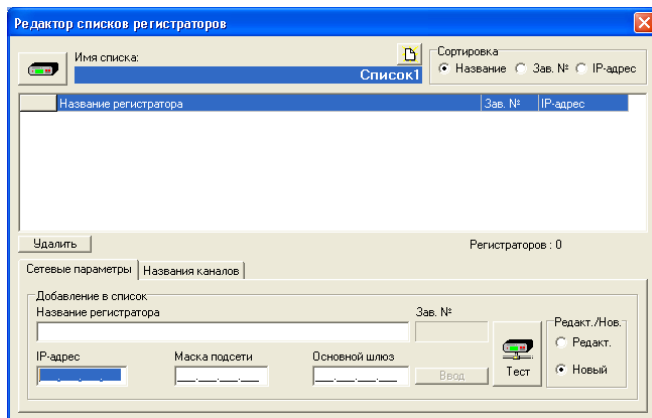 Редактор списков регистраторов
Имя списка:
Список1
Сортировка
Название Зав. № IP-адрес
Название регистратора Зав. № IP-адрес
Удалить
Регистраторов : 0
Сетевые параметры Названия каналов
Добавление в список
Название регистратора Зав. №
IP-адрес Маска подсети Основной шлюз
Ввод
Тест
Редакт./Нов.
Редакт.
Новый